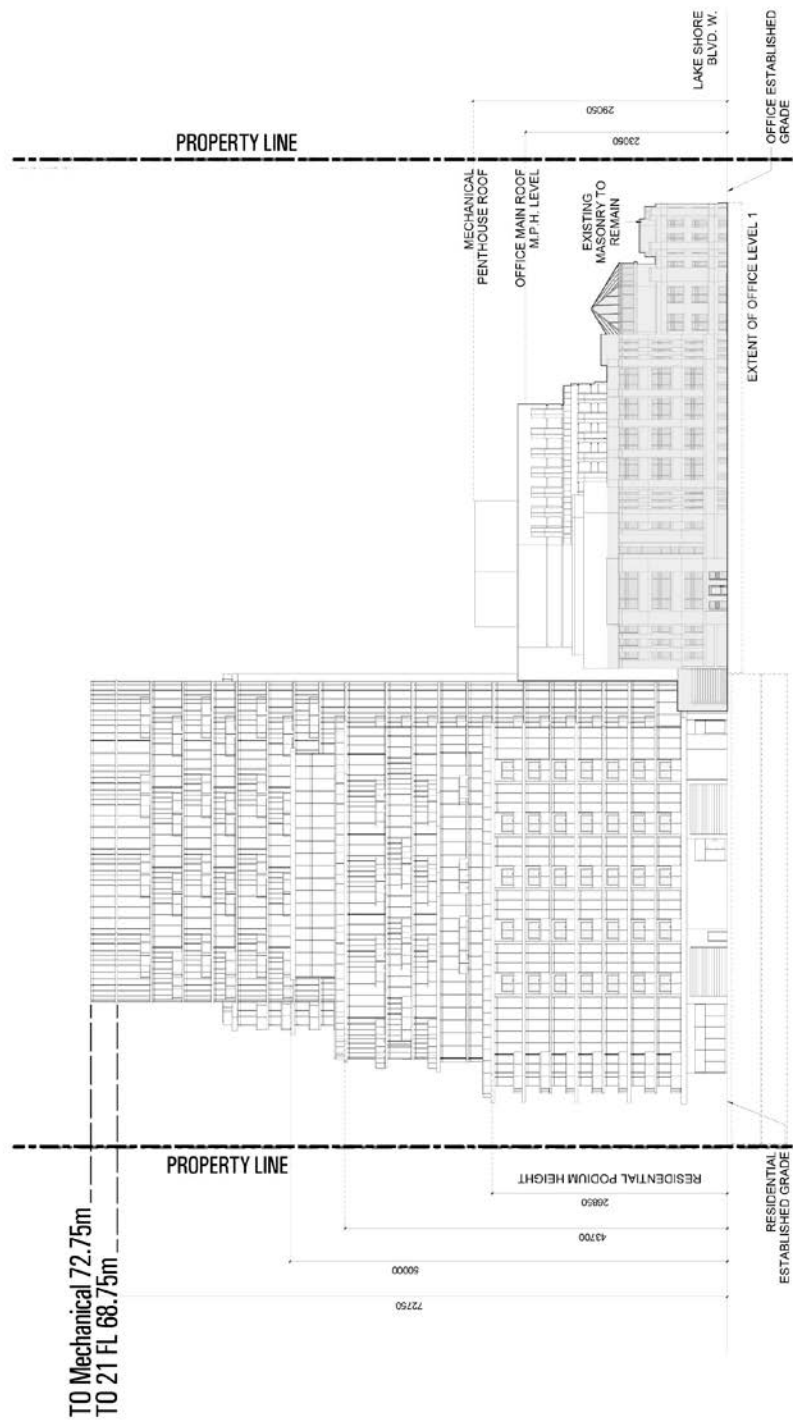 LAKE SHORE
BLVD. W.
OFFICE ESTABLISHED
GRADE
29050
23050
PROPERTY LINE
MECHANICAL
PENTHOUSE ROOF
OFFICE MAIN ROOF
M.P.H. LEVEL
EXISTING
MASONRY TO
REMAIN
EXTENT OF OFFICE LEVEL 1
PROPERTY LINE
RESIDENTIAL
ESTABLISHED GRADE
RESIDENTIAL PODIUM HEIGHT
26850
43700
50000
72750
TO Mechanical 72.75m
TO 21 FL 68.75m